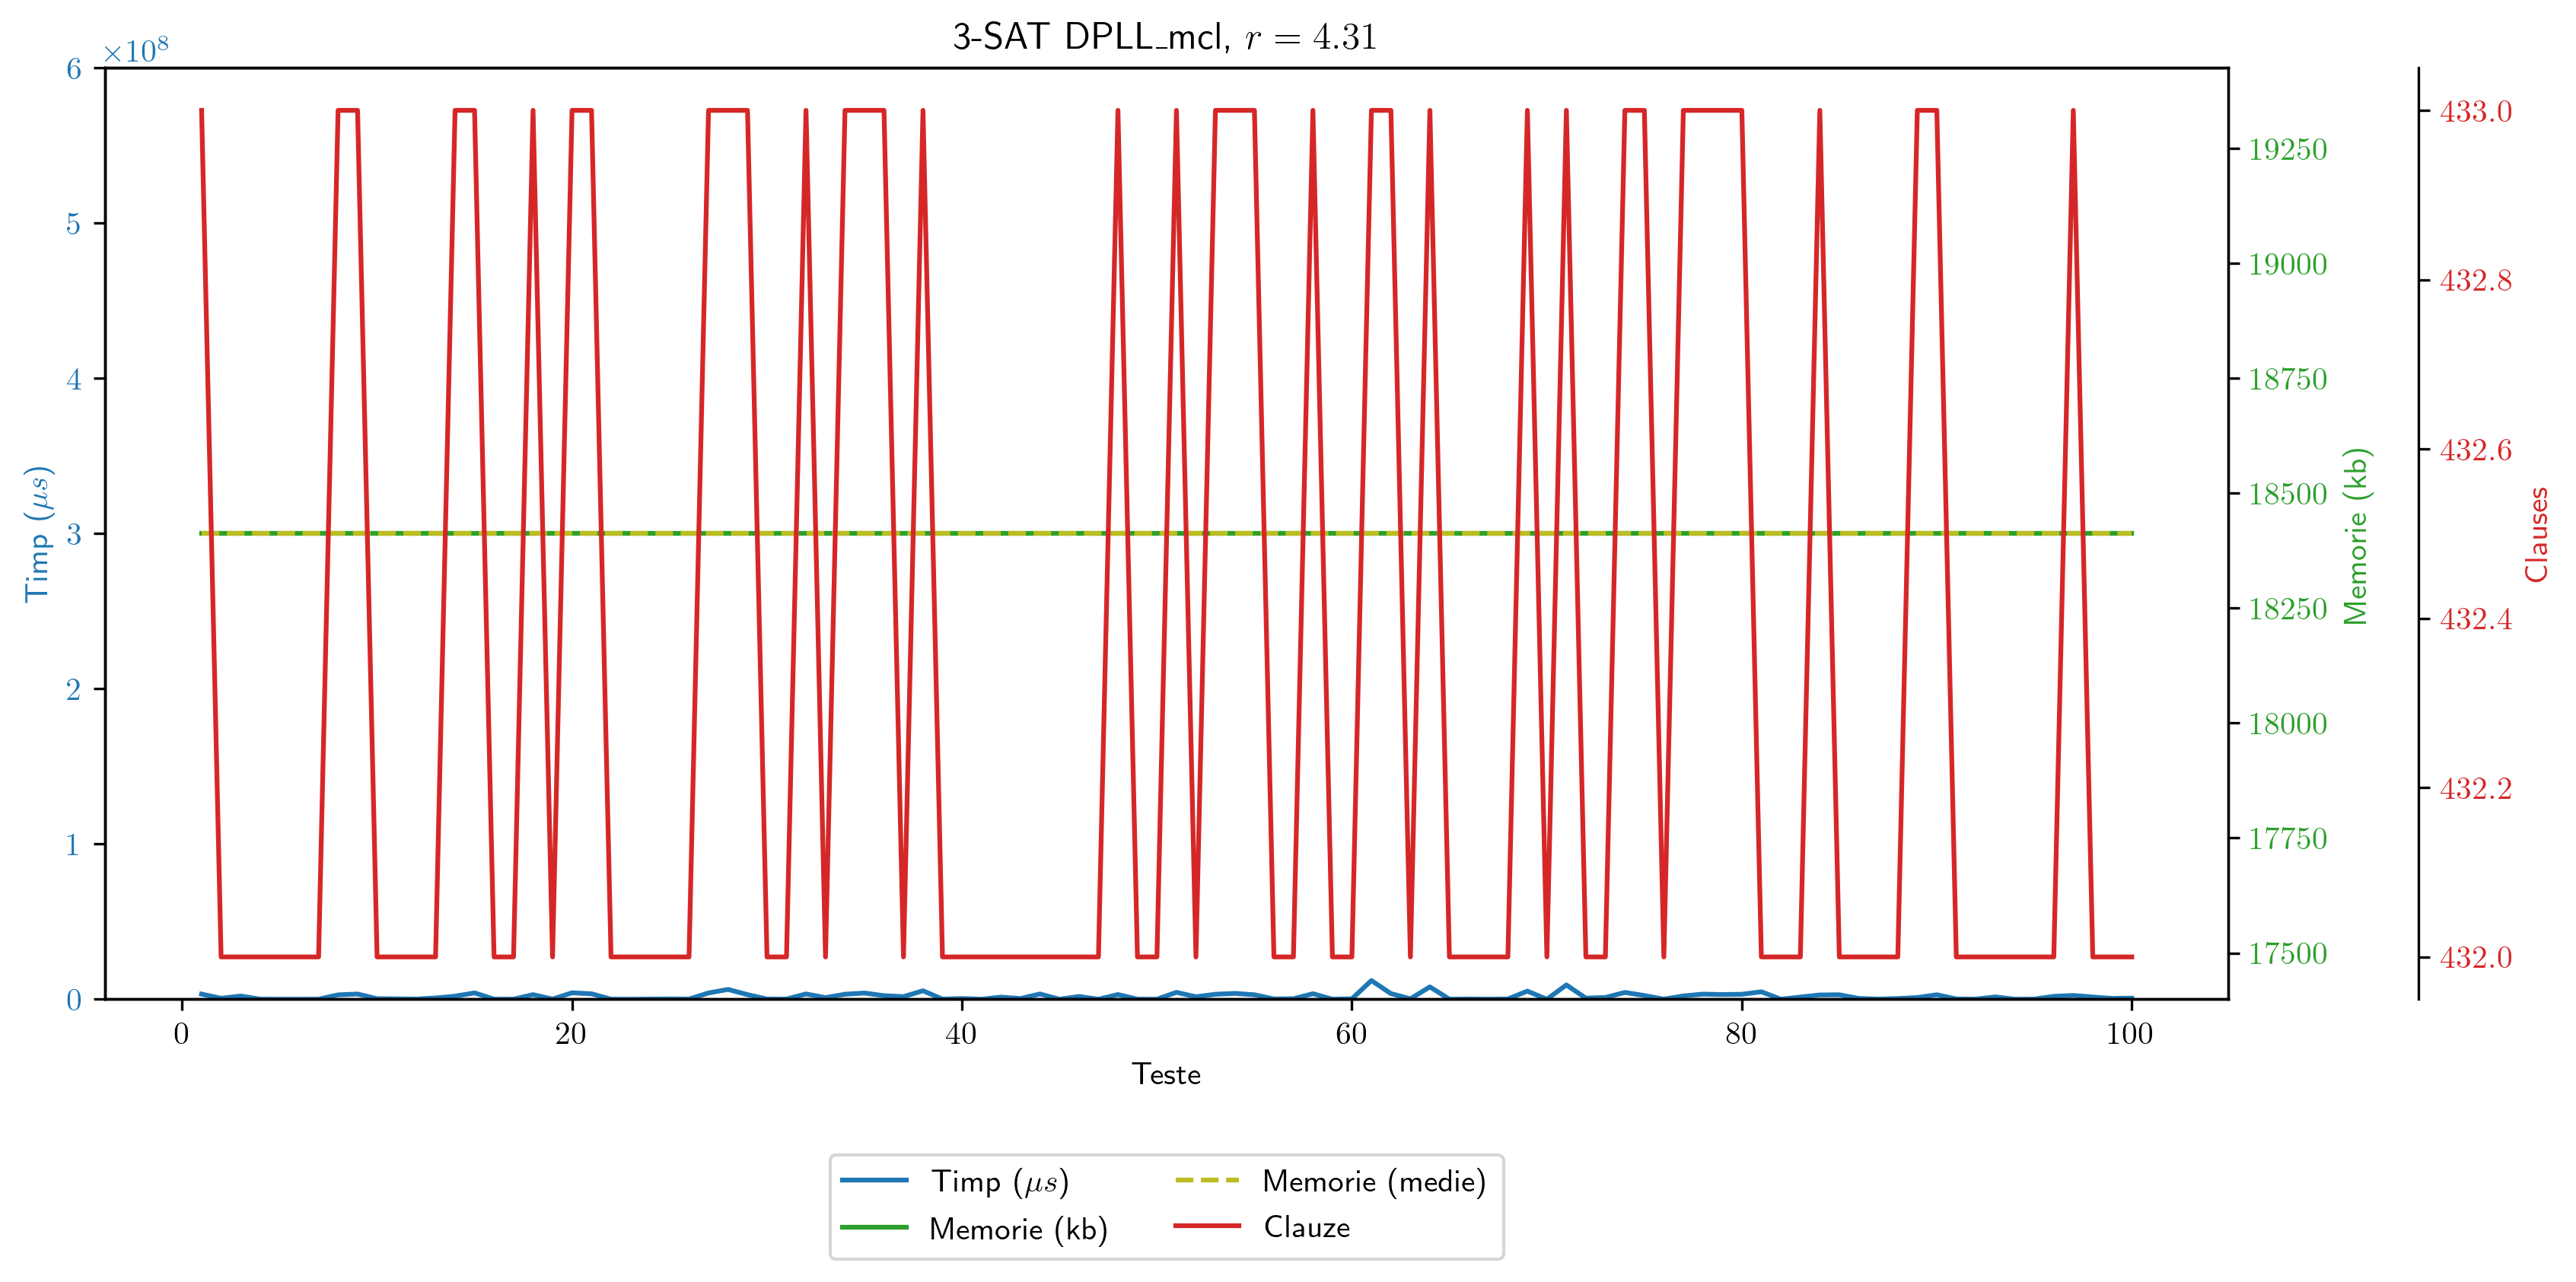 3-SAT DPLL_mcl, r = 4.31
×10⁸
6
5
4
3
2
1
0
Timp (μs)
0 20 40 60 80 100
Teste
19250
19000
18750
18500
18250
18000
17750
17500
Memorie (kb)
433.0
432.8
432.6
432.4
432.2
432.0
Clauses
Timp (μs)
Memorie (kb)
Memorie (medie)
Clauze